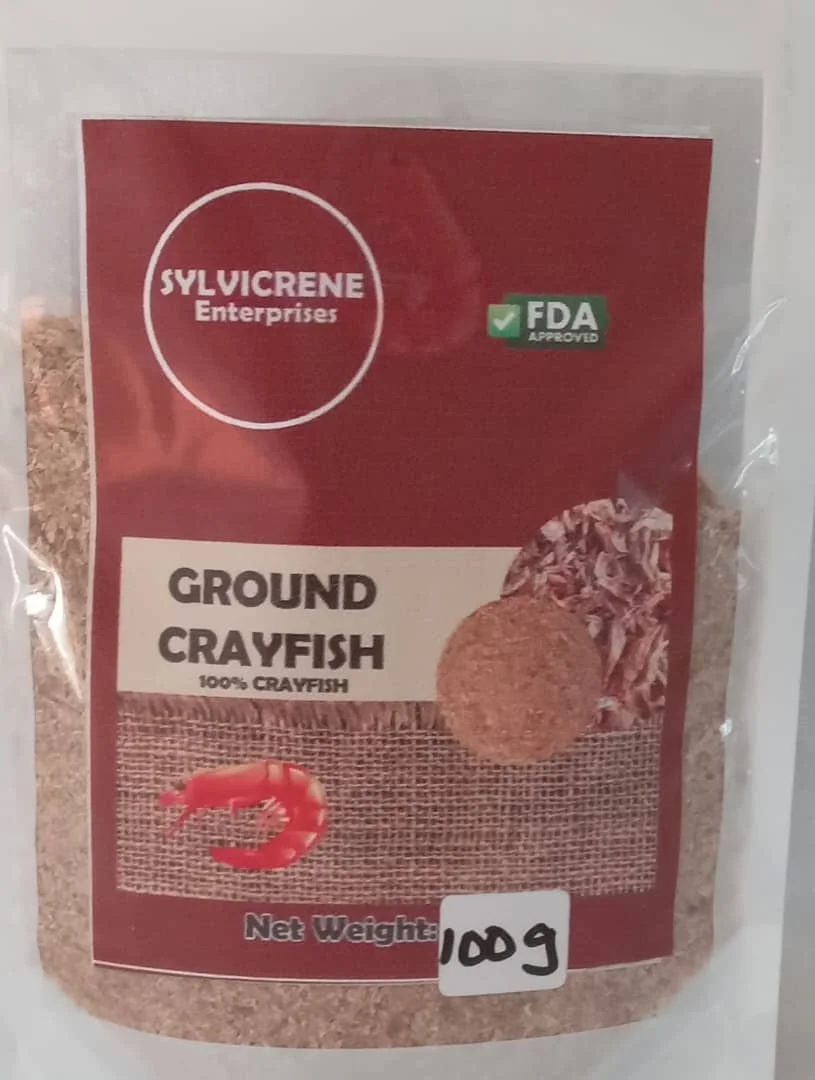 SYLVICRENE
Enterprises
FDA
APPROVED
GROUND
CRAYFISH
100% CRAYFISH
Net Weight: 100g